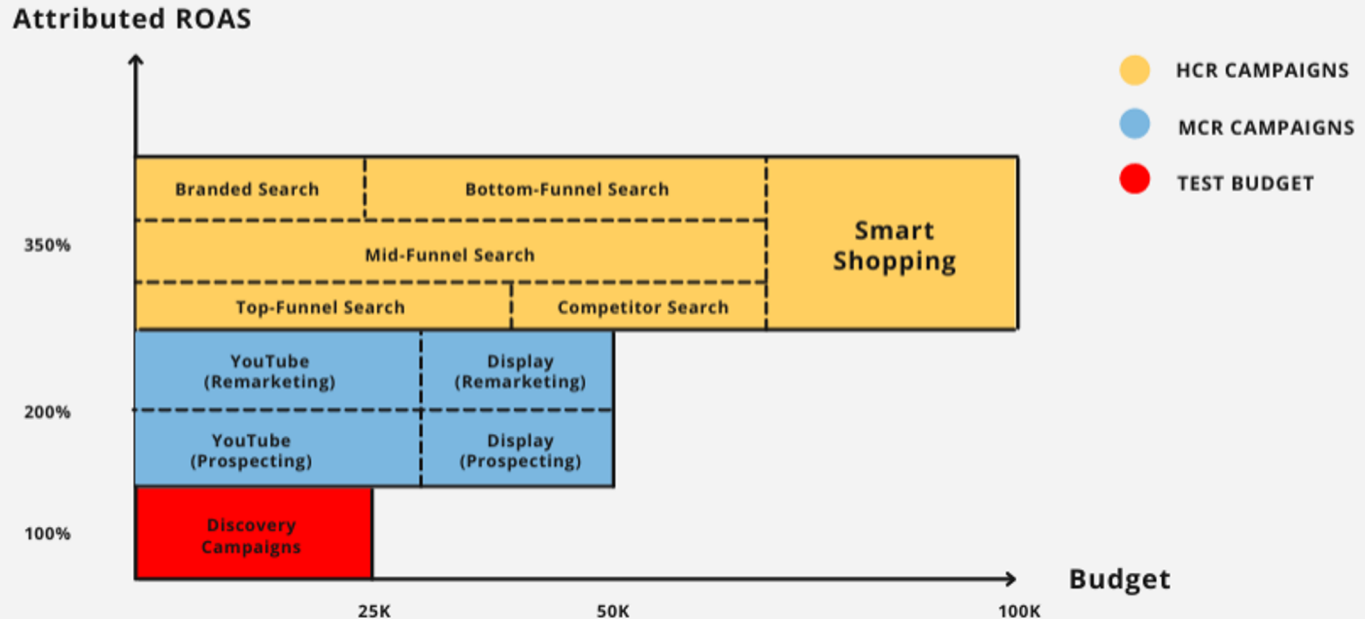 Attributed ROAS
HCR CAMPAIGNS
MCR CAMPAIGNS
TEST BUDGET
Branded Search
Bottom-Funnel Search
Smart
Shopping
350%
Mid-Funnel Search
Top-Funnel Search
Competitor Search
YouTube
(Remarketing)
Display
(Remarketing)
200%
YouTube
(Prospecting)
Display
(Prospecting)
100%
Discovery
Campaigns
Budget
25K
50K
100K